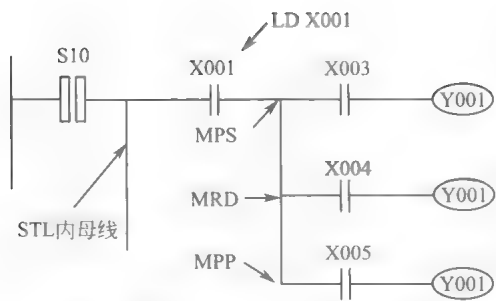 LD X001
S10
X001
X003
Y001
MPS
X004
MRD
Y001
STL内母线
X005
MPP
Y001